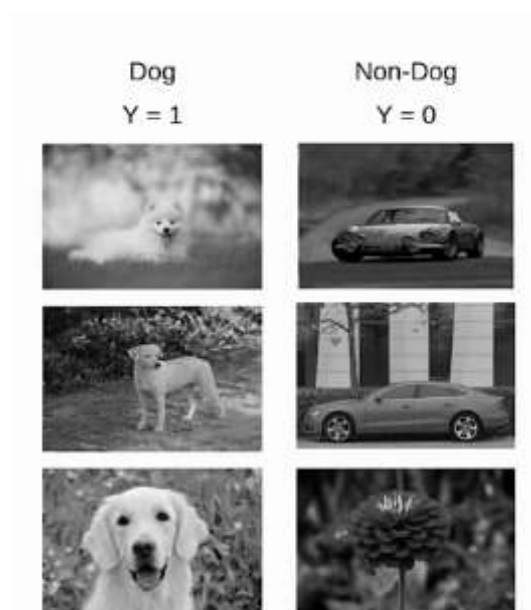 Dog
Non-Dog
Y = 1
Y = 0